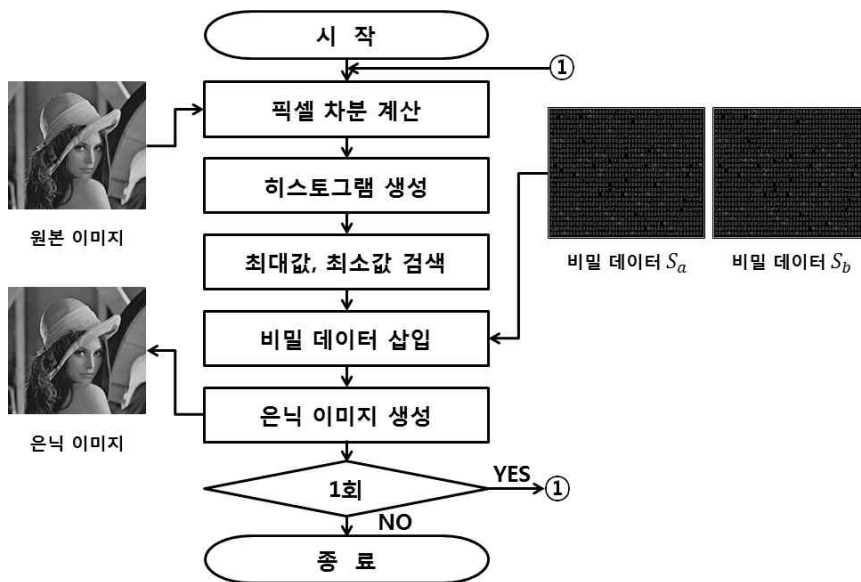 시 작
①
픽셀 차분 계산
히스토그램 생성
원본 이미지
최대값, 최소값 검색
비밀 데이터 S_a
비밀 데이터 S_b
비밀 데이터 삽입
은닉 이미지 생성
은닉 이미지
1회
YES
①
NO
종 료